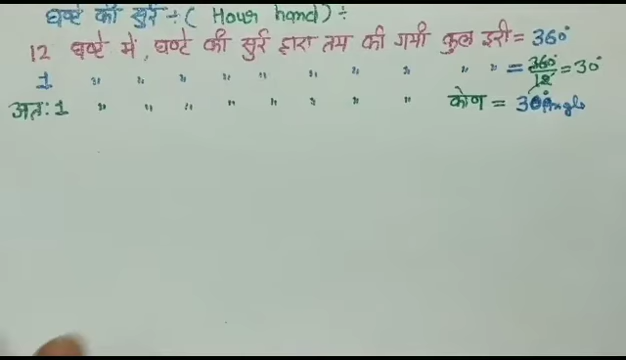 घण्टे की सुई ÷ ( Hour hand ) ÷
12 घण्टे में, घण्टे की सुई द्वारा तय की गयी कुल दूरी = 360°
1 " " " " " " " " " " = 360°/12 = 30°
अतः 1 " " " " " " " " कोण = 30° Angle